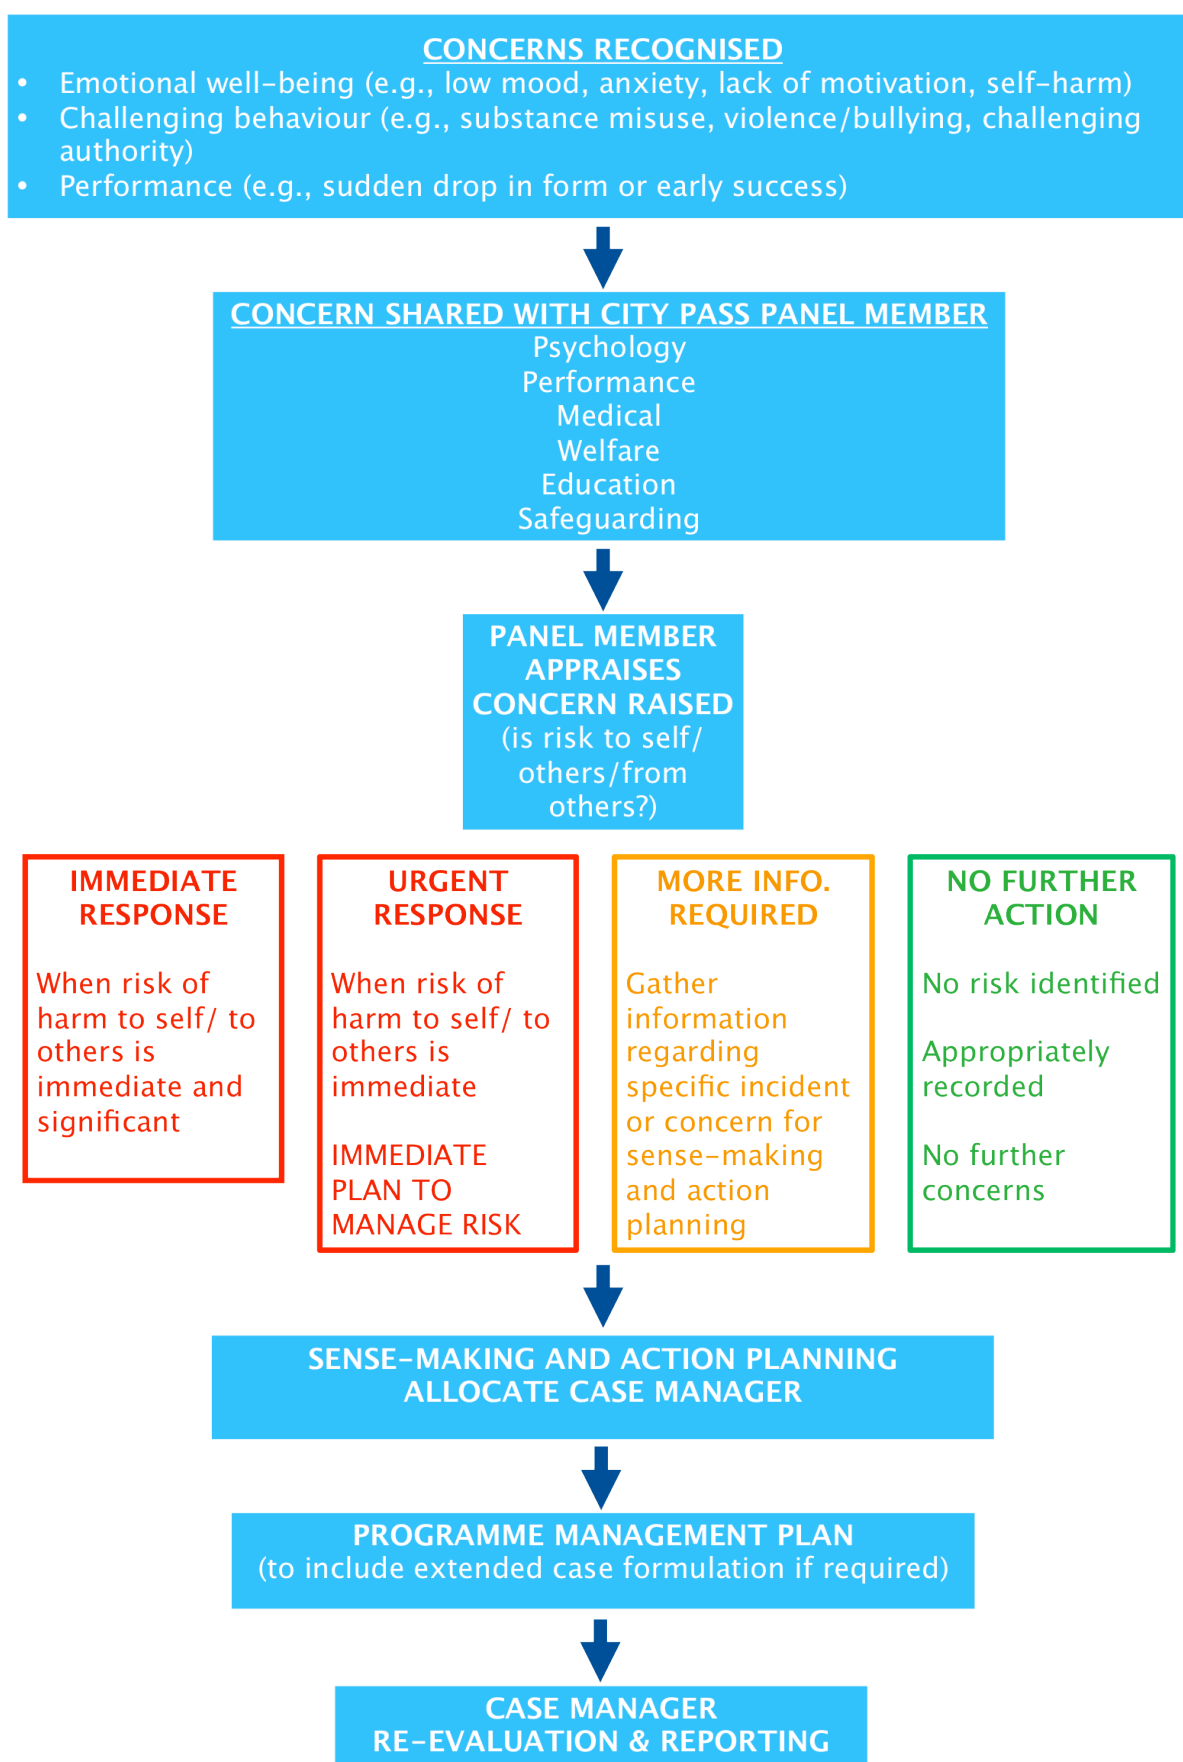 CONCERNS RECOGNISED
• Emotional well-being (e.g., low mood, anxiety, lack of motivation, self-harm)
• Challenging behaviour (e.g., substance misuse, violence/bullying, challenging
authority)
• Performance (e.g., sudden drop in form or early success)
CONCERN SHARED WITH CITY PASS PANEL MEMBER
Psychology
Performance
Medical
Welfare
Education
Safeguarding
PANEL MEMBER
APPRAISES
CONCERN RAISED
(is risk to self/
others/from
others?)
IMMEDIATE
RESPONSE
When risk of
harm to self/ to
others is
immediate and
significant
URGENT
RESPONSE
When risk of
harm to self/ to
others is
immediate
IMMEDIATE
PLAN TO
MANAGE RISK
MORE INFO.
REQUIRED
Gather
information
regarding
specific incident
or concern for
sense-making
and action
planning
NO FURTHER
ACTION
No risk identified
Appropriately
recorded
No further
concerns
SENSE-MAKING AND ACTION PLANNING
ALLOCATE CASE MANAGER
PROGRAMME MANAGEMENT PLAN
(to include extended case formulation if required)
CASE MANAGER
RE-EVALUATION & REPORTING